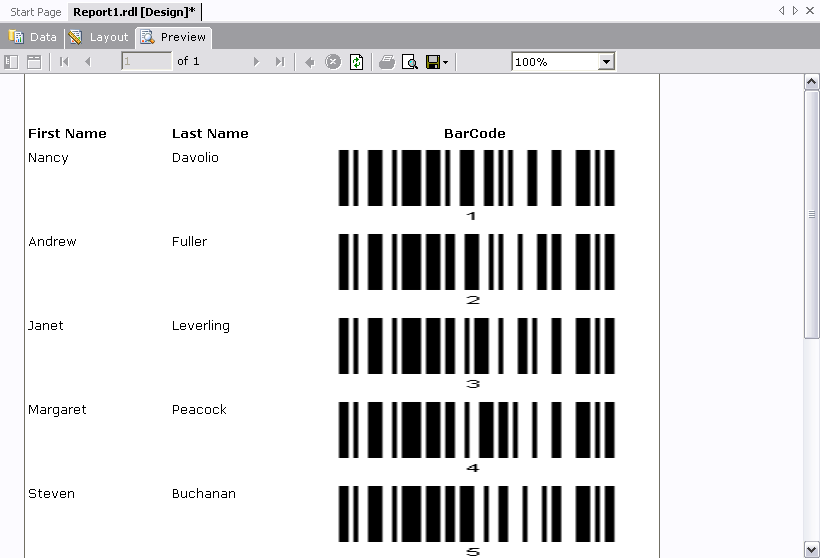 Start Page Report1.rdl [Design]*
Data Layout Preview
1 of 1 100%
First Name Last Name BarCode
Nancy Davolio
1
Andrew Fuller
2
Janet Leverling
3
Margaret Peacock
4
Steven Buchanan
5